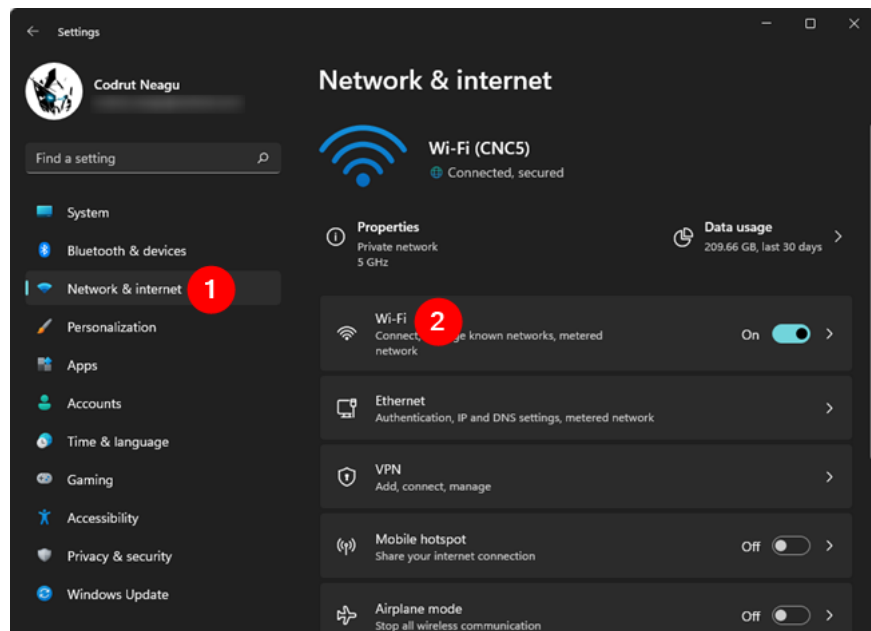 Settings
Codrut Neagu
Find a setting
System
Bluetooth & devices
Network & internet
1
Personalization
Apps
Accounts
Time & language
Gaming
Accessibility
Privacy & security
Windows Update
Network & internet
Wi-Fi (CNC5)
Connected, secured
Properties
Private network
5 GHz
Data usage
209.66 GB, last 30 days
Wi-Fi
2
Connect, ge known networks, metered
network
On
Ethernet
Authentication, IP and DNS settings, metered network
VPN
Add, connect, manage
Mobile hotspot
Share your internet connection
Off
Airplane mode
Stop all wireless communication
Off